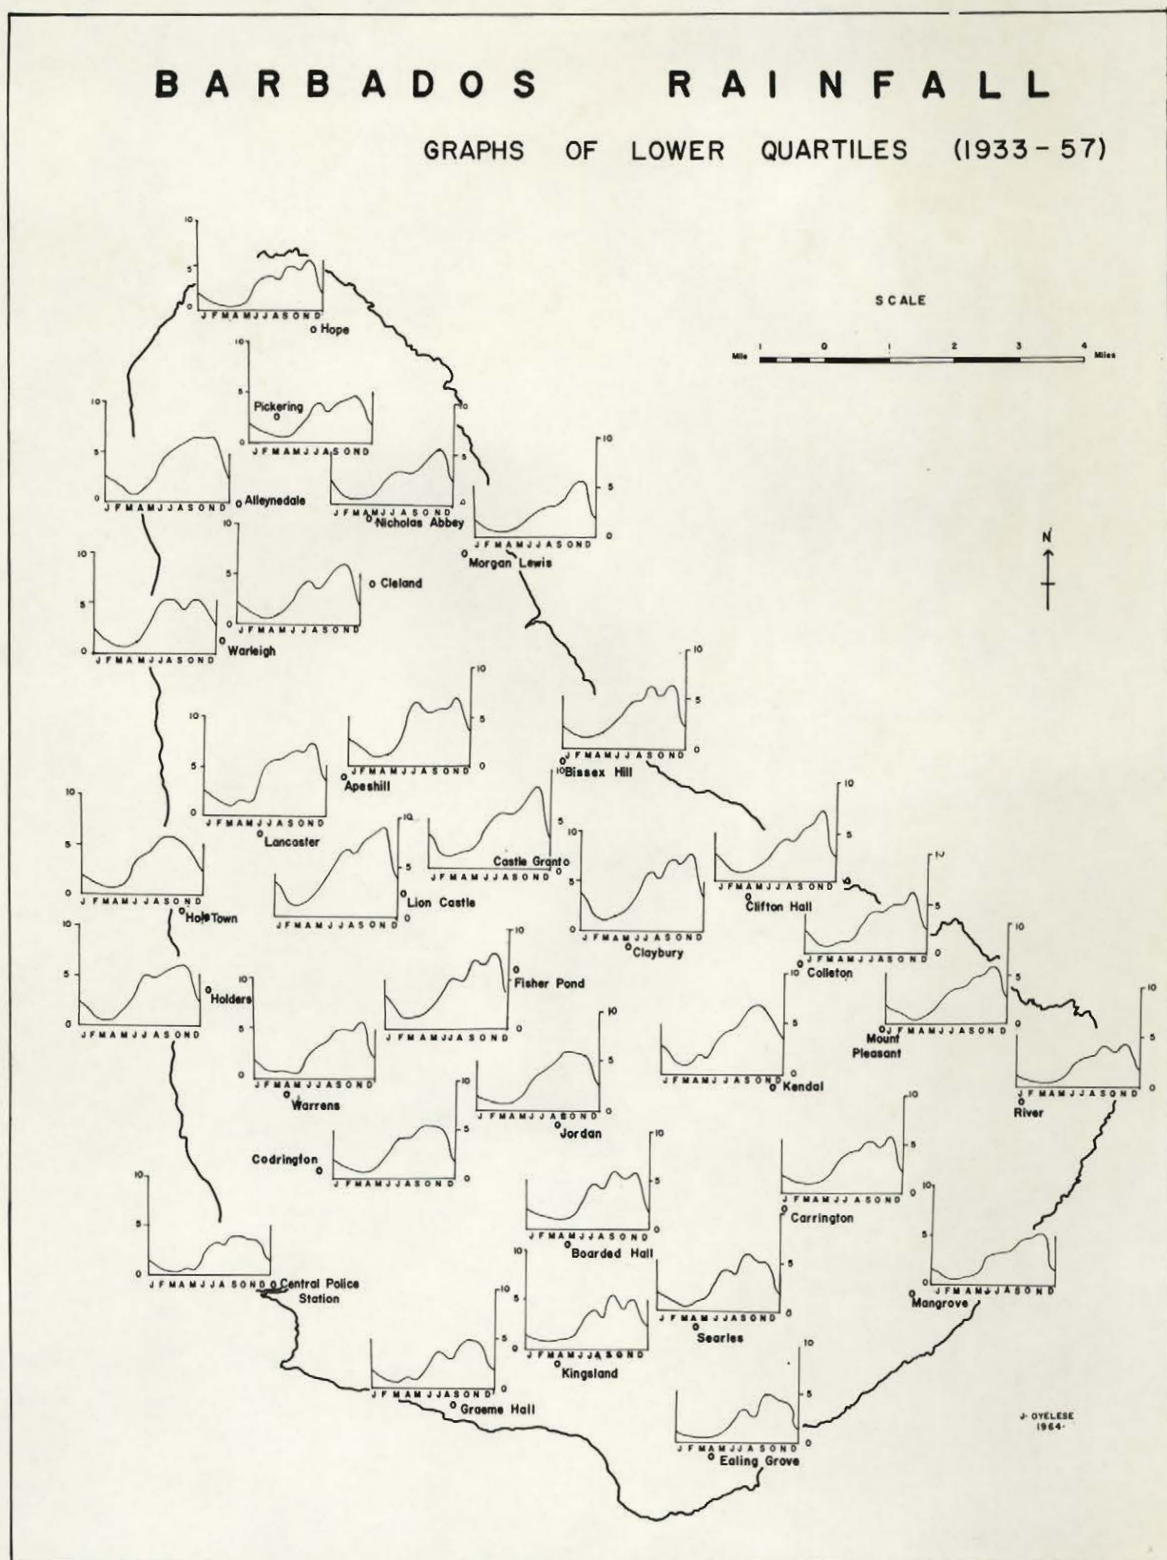 BARBADOS RAINFALL
GRAPHS OF LOWER QUARTILES (1933-57)
SCALE
Mile 1 0 1 2 3 4 Miles
N
10
5
0
J F M A M J J A S O N D
Hope
Pickering
Alleynedale
Nicholas Abbey
Morgan Lewis
Cleland
Warleigh
Bissex Hill
Apeshill
Lancaster
Castle Grant
Lion Castle
Hole Town
Clifton Hall
Claybury
Colleton
Fisher Pond
Holders
Mount
Pleasant
Kendal
Warrens
River
Jordan
Codrington
Carrington
Boarded Hall
Central Police
Station
Mangrove
Searles
Kingsland
Graeme Hall
Ealing Grove
J. OYELESE
1964.